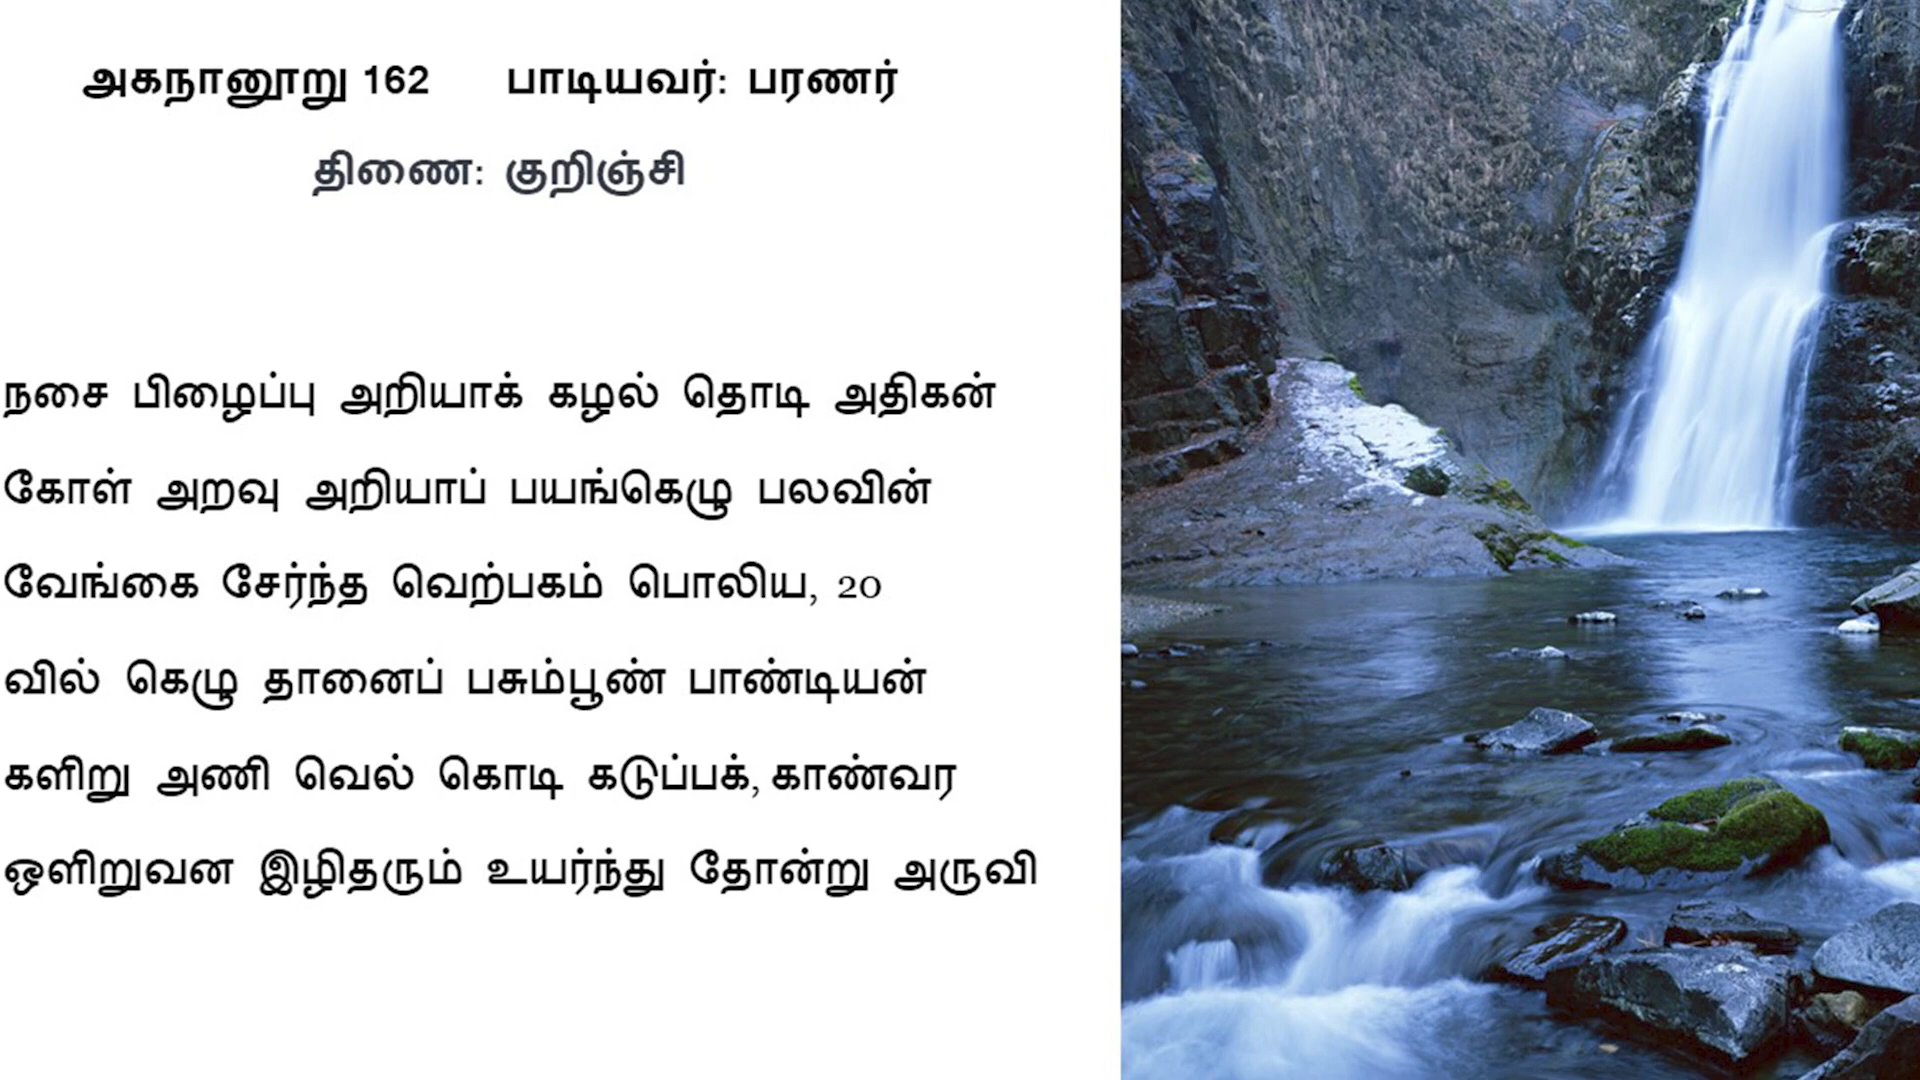 அகநானூறு 162 பாடியவர்: பரணர்
திணை: குறிஞ்சி
நசை பிழைப்பு அறியாக் கழல் தொடி அதிகன்
கோள் அறவு அறியாப் பயங்கெழு பலவின்
வேங்கை சேர்ந்த வெற்பகம் பொலிய, 20
வில் கெழு தானைப் பசும்பூண் பாண்டியன்
களிறு அணி வெல் கொடி கடுப்பக், காண்வர
ஒளிறுவன இழிதரும் உயர்ந்து தோன்று அருவி